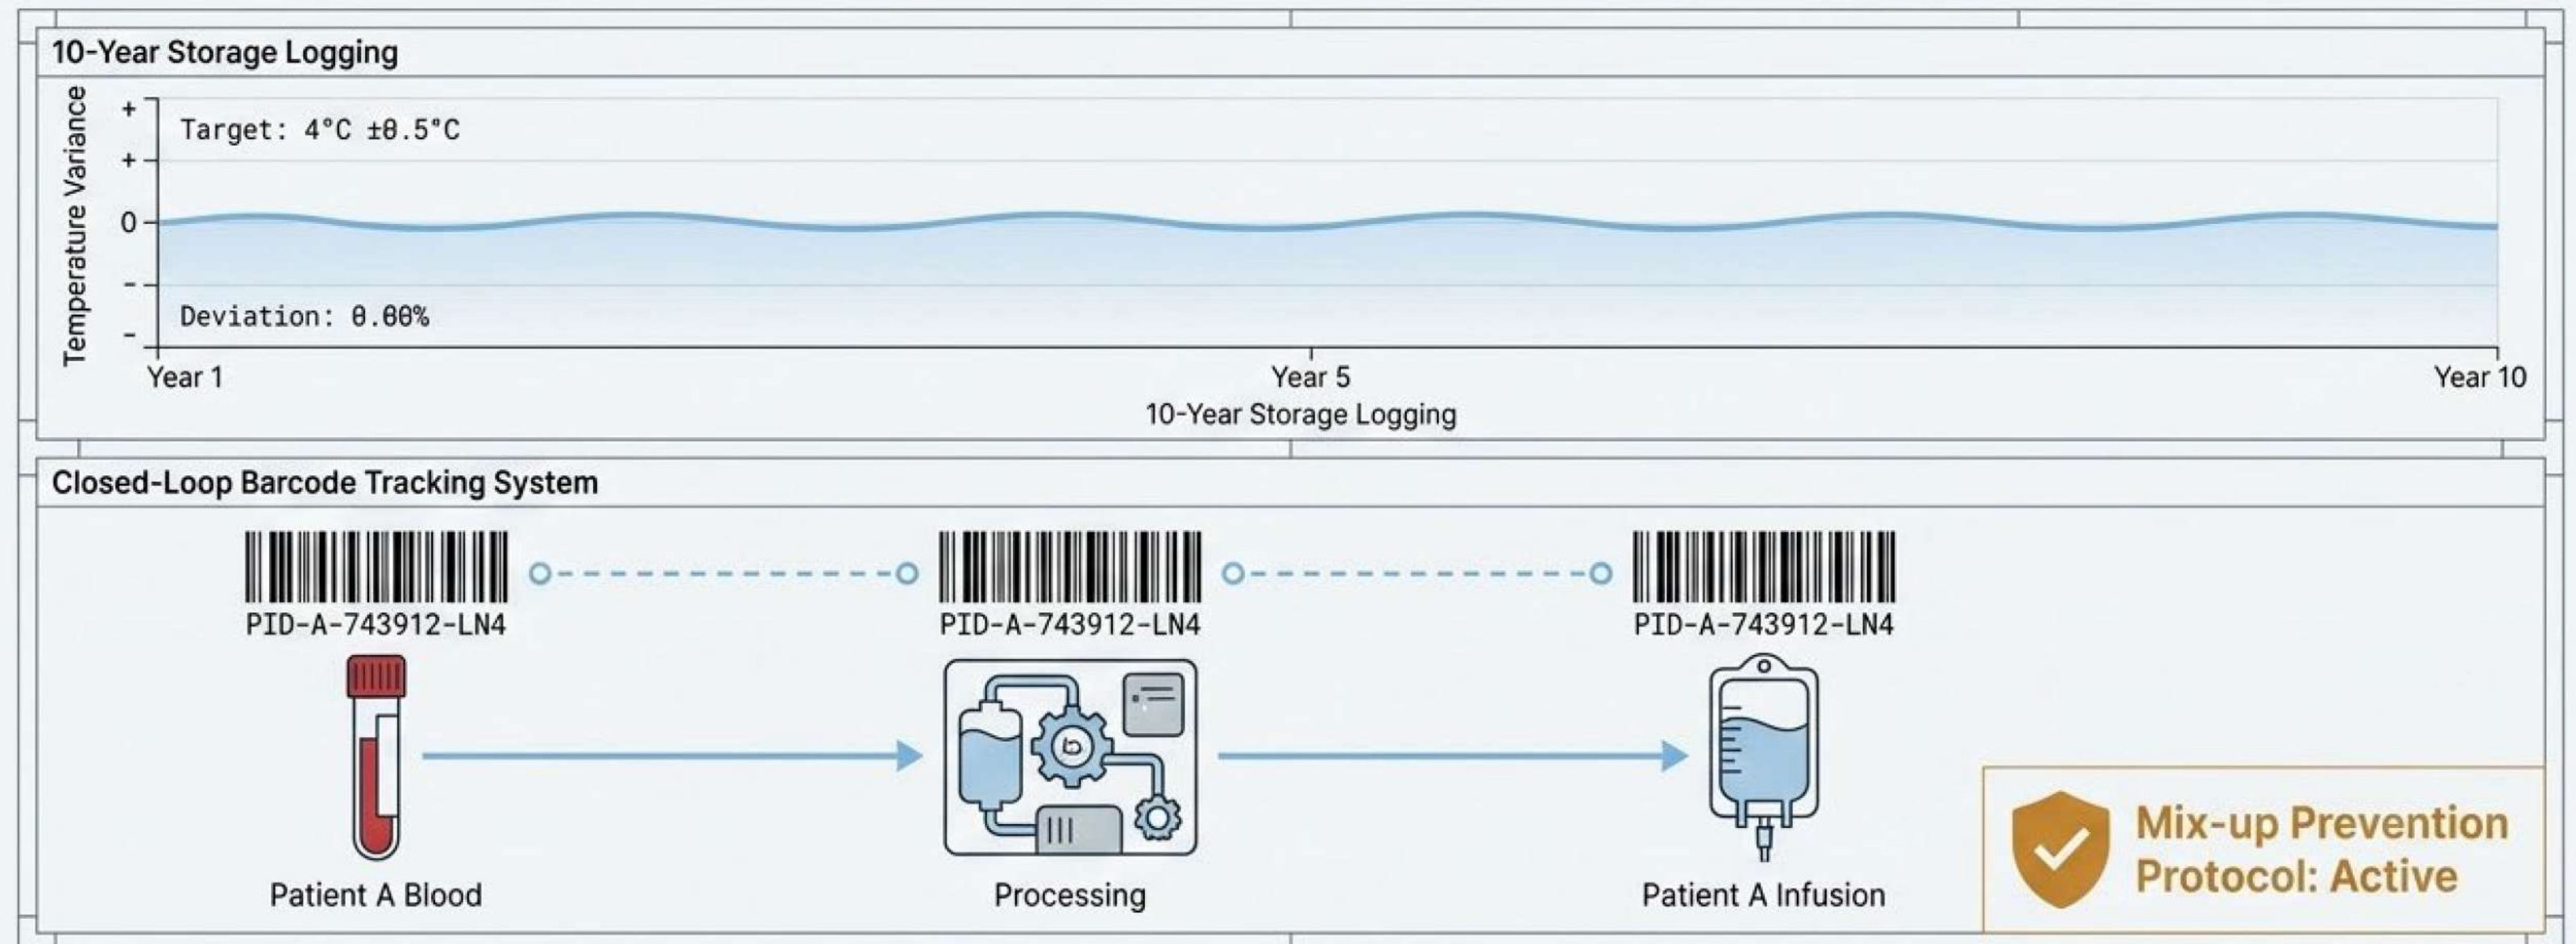 10-Year Storage Logging
Temperature Variance
+
Target: 4°C ±0.5°C
+
0
-
Deviation: 0.00%
-
Year 1
Year 5
Year 10
10-Year Storage Logging
Closed-Loop Barcode Tracking System
PID-A-743912-LN4
PID-A-743912-LN4
PID-A-743912-LN4
Patient A Blood
Processing
Patient A Infusion
Mix-up Prevention
Protocol: Active